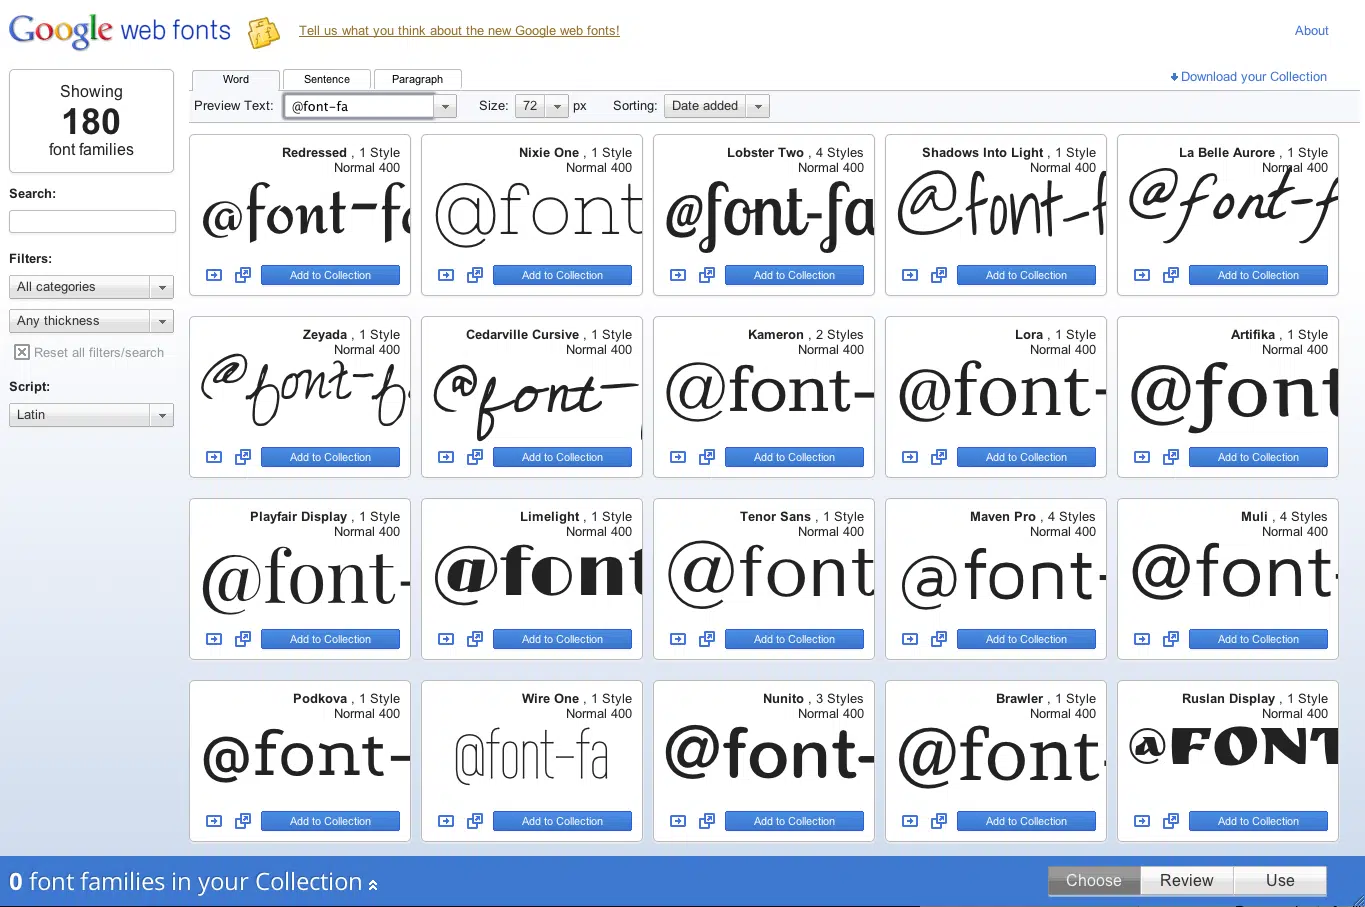 Google web fonts
Tell us what you think about the new Google web fonts!
About
Showing
180
font families
Search:
Filters:
All categories
Any thickness
Reset all filters/search
Script:
Latin
Word
Sentence
Paragraph
Download your Collection
Preview Text: @font-fa Size: 72 px Sorting: Date added
Redressed , 1 Style
Normal 400
@font-fa
Add to Collection
Nixie One , 1 Style
Normal 400
@font
Add to Collection
Lobster Two , 4 Styles
Normal 400
@font-fa
Add to Collection
Shadows Into Light , 1 Style
Normal 400
@font-f
Add to Collection
La Belle Aurore , 1 Style
Normal 400
@font-f
Add to Collection
Zeyada , 1 Style
Normal 400
@font-f
Add to Collection
Cedarville Cursive , 1 Style
Normal 400
@font-
Add to Collection
Kameron , 2 Styles
Normal 400
@font-
Add to Collection
Lora , 1 Style
Normal 400
@font-
Add to Collection
Artifika , 1 Style
Normal 400
@font
Add to Collection
Playfair Display , 1 Style
Normal 400
@font-
Add to Collection
Limelight , 1 Style
Normal 400
@font
Add to Collection
Tenor Sans , 1 Style
Normal 400
@font
Add to Collection
Maven Pro , 4 Styles
Normal 400
@font-
Add to Collection
Muli , 4 Styles
Normal 400
@font-
Add to Collection
Podkova , 1 Style
Normal 400
@font-
Add to Collection
Wire One , 1 Style
Normal 400
@font-fa
Add to Collection
Nunito , 3 Styles
Normal 400
@font-
Add to Collection
Brawler , 1 Style
Normal 400
@font-
Add to Collection
Ruslan Display , 1 Style
Normal 400
@FONT
Add to Collection
0 font families in your Collection
Choose
Review
Use